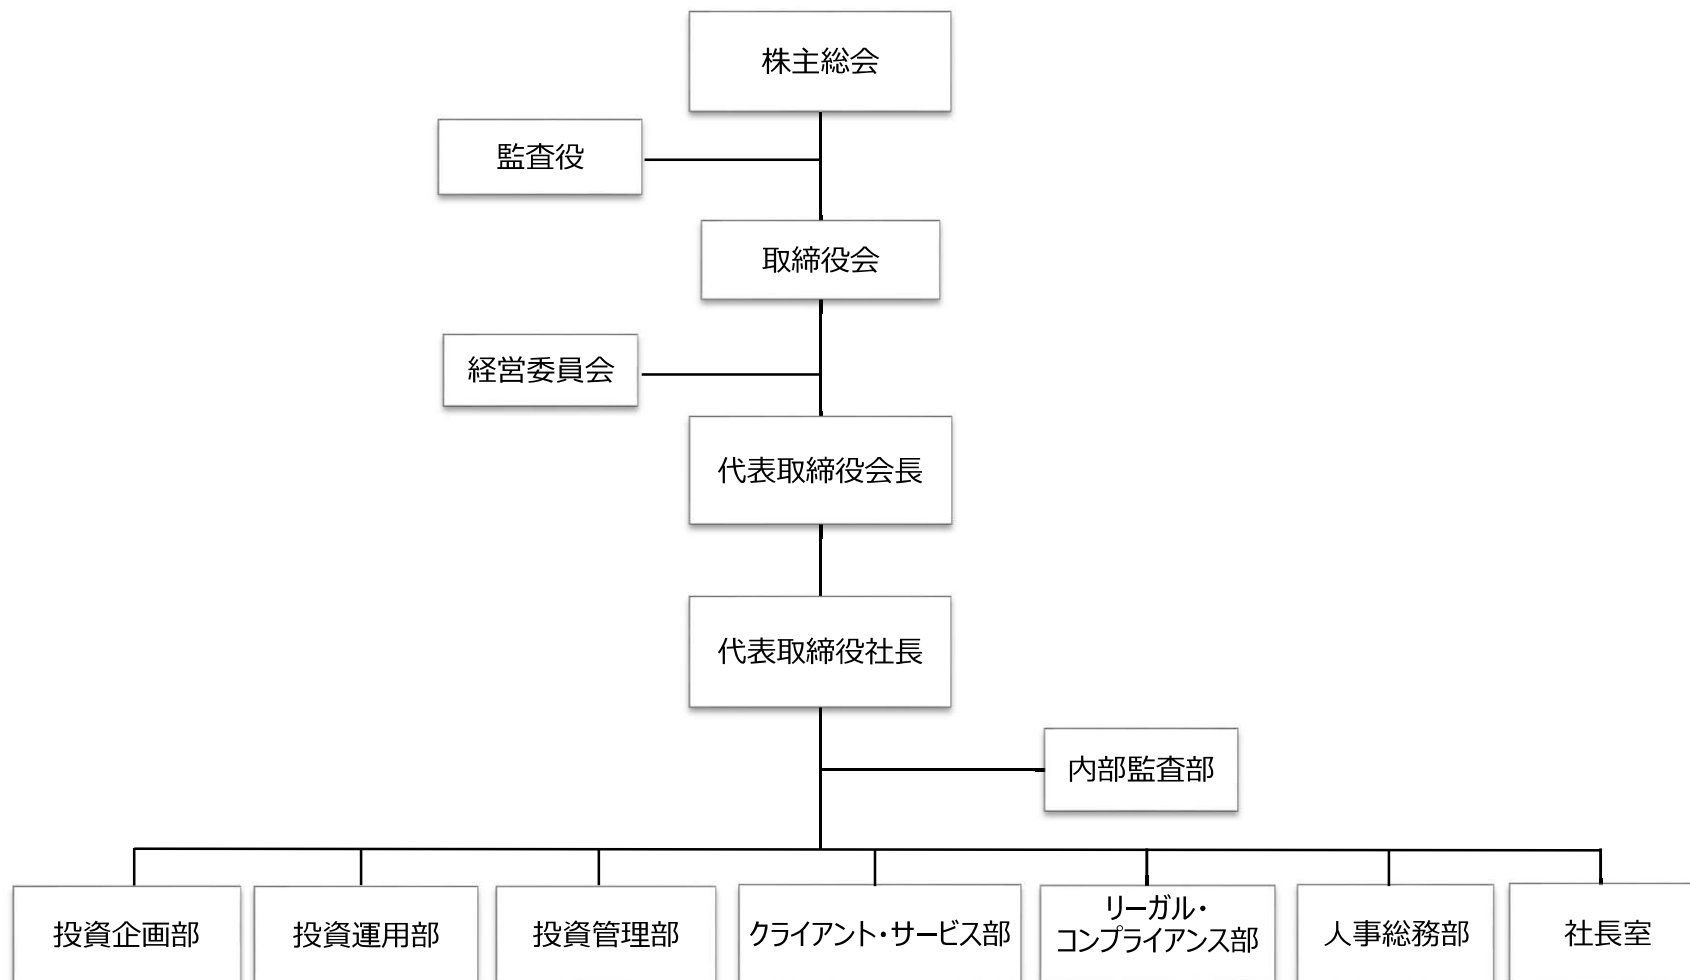 株主総会
監査役
取締役会
経営委員会
代表取締役会長
代表取締役社長
内部監査部
投資企画部
投資運用部
投資管理部
クライアント・サービス部
リーガル・
コンプライアンス部
人事総務部
社長室